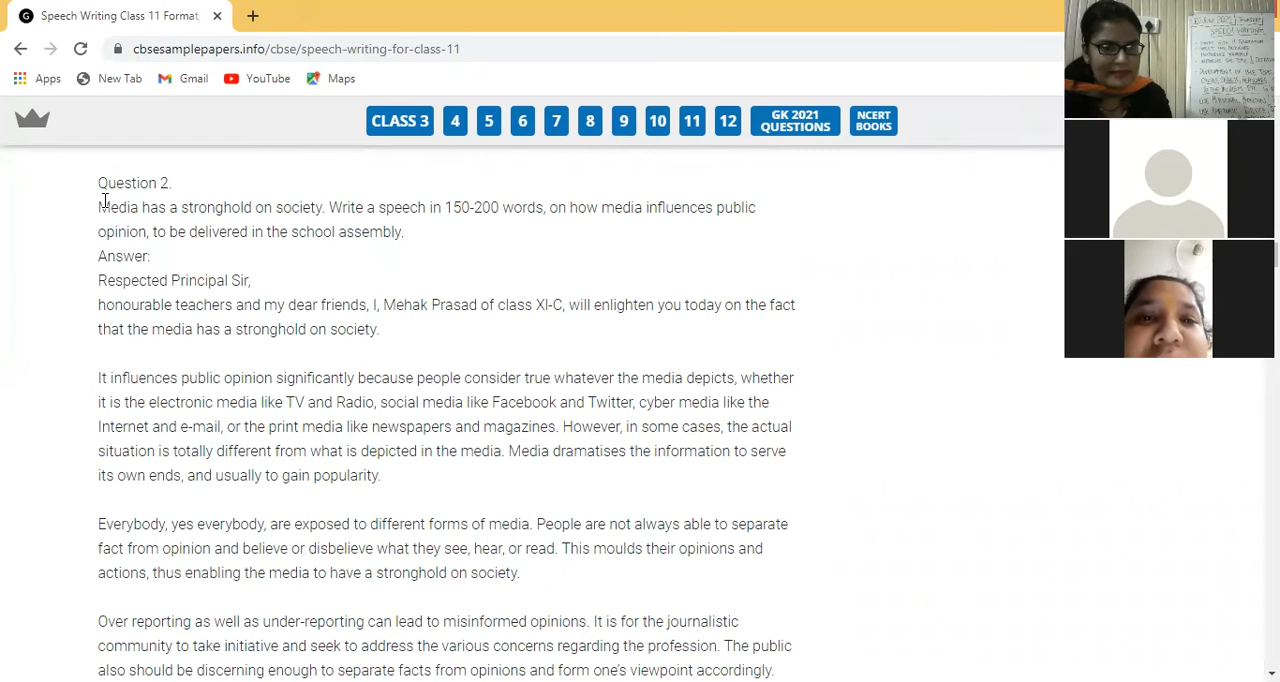 Speech Writing Class 11 Format,
cbsesamplepapers.info/cbse/speech-writing-for-class-11
Apps New Tab Gmail YouTube Maps
CLASS 3 4 5 6 7 8 9 10 11 12 GK 2021 QUESTIONS NCERT BOOKS
Question 2.
Media has a stronghold on society. Write a speech in 150-200 words, on how media influences public
opinion, to be delivered in the school assembly.
Answer:
Respected Principal Sir,
honourable teachers and my dear friends, I, Mehak Prasad of class XI-C, will enlighten you today on the fact
that the media has a stronghold on society.
It influences public opinion significantly because people consider true whatever the media depicts, whether
it is the electronic media like TV and Radio, social media like Facebook and Twitter, cyber media like the
Internet and e-mail, or the print media like newspapers and magazines. However, in some cases, the actual
situation is totally different from what is depicted in the media. Media dramatises the information to serve
its own ends, and usually to gain popularity.
Everybody, yes everybody, are exposed to different forms of media. People are not always able to separate
fact from opinion and believe or disbelieve what they see, hear, or read. This moulds their opinions and
actions, thus enabling the media to have a stronghold on society.
Over reporting as well as under-reporting can lead to misinformed opinions. It is for the journalistic
community to take initiative and seek to address the various concerns regarding the profession. The public
also should be discerning enough to separate facts from opinions and form one's viewpoint accordingly.
SPEECH WRITING